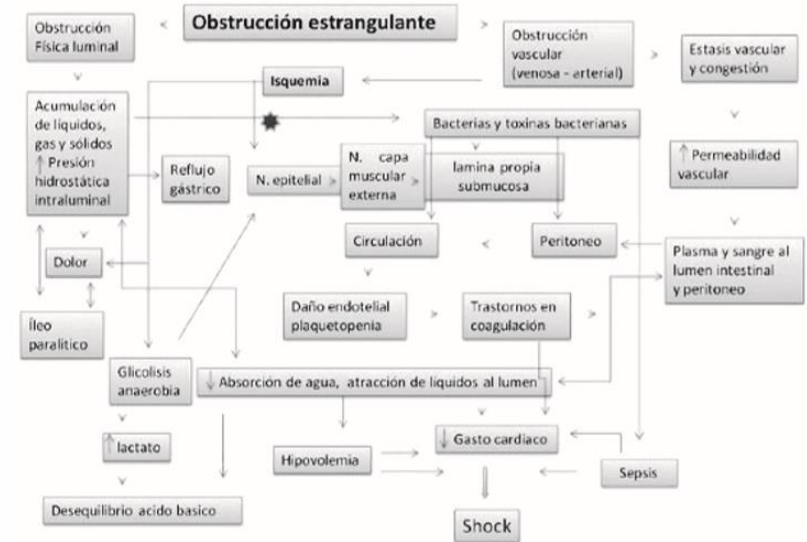 Obstrucción estrangulante
Obstrucción
Física luminal
Obstrucción
vascular
(venosa - arterial)
Estasis vascular
y congestión
Isquemia
Acumulación
de líquidos,
gas y sólidos
↑ Presión
hidrostática
intraluminal
Bacterias y toxinas bacterianas
Reflujo
gástrico
N. epitelial
N. capa
muscular
externa
lamina propia
submucosa
↑ Permeabilidad
vascular
Circulación
Peritoneo
Plasma y sangre al
lumen intestinal
y peritoneo
Dolor
Daño endotelial
plaquetopenia
Trastornos en
coagulación
Íleo
paralitico
Glicolisis
anaerobia
↓ Absorción de agua, atracción de líquidos al lumen
↑ lactato
↓ Gasto cardiaco
Hipovolemia
Sepsis
Desequilibrio acido basico
Shock